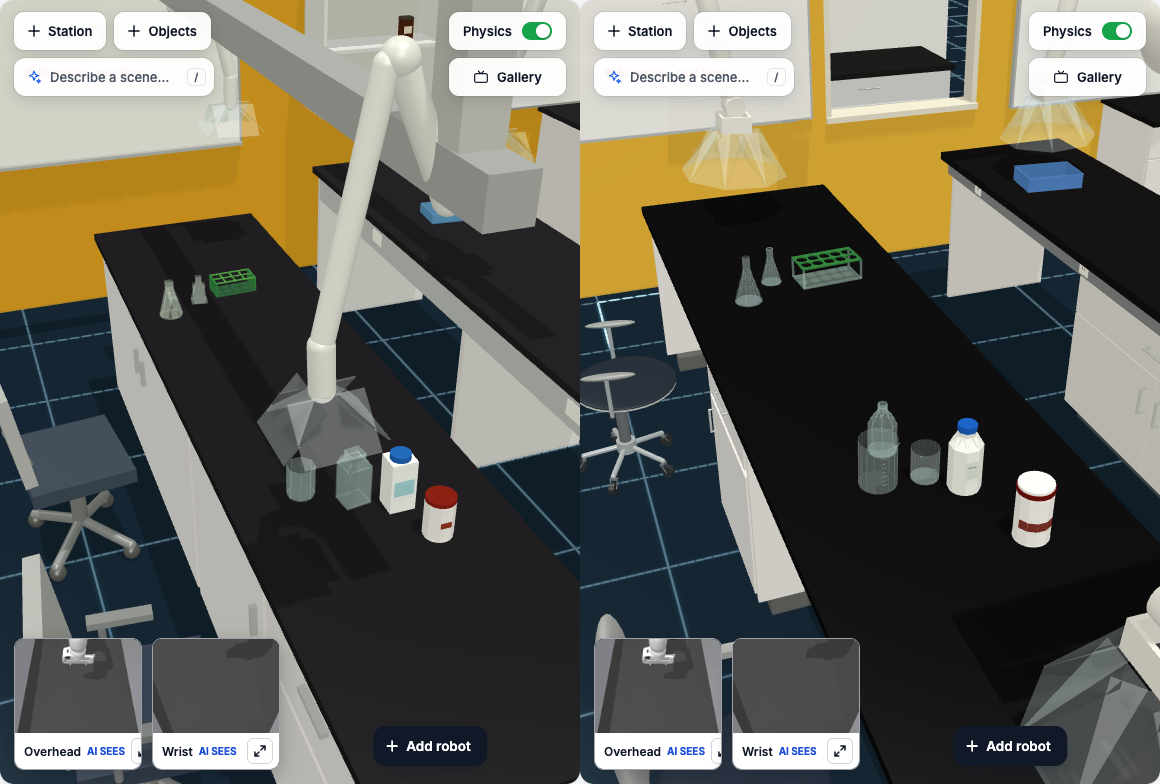 + Station
+ Objects
Physics
Describe a scene... /
Gallery
Overhead AI SEES
Wrist AI SEES
+ Add robot
+ Station
+ Objects
Physics
Describe a scene... /
Gallery
Overhead AI SEES
Wrist AI SEES
+ Add robot